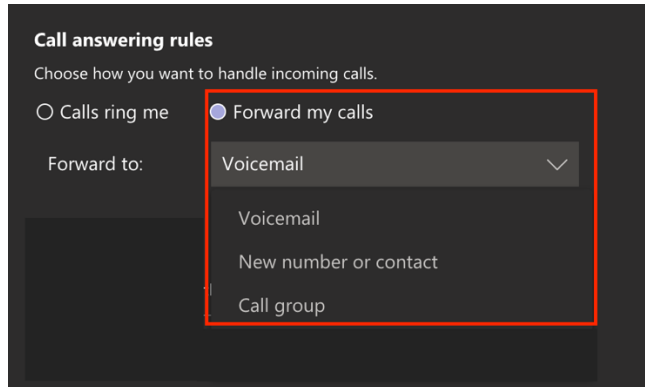 Call answering rules
Choose how you want to handle incoming calls.
Calls ring me Forward my calls
Forward to: Voicemail
Voicemail
New number or contact
Call group